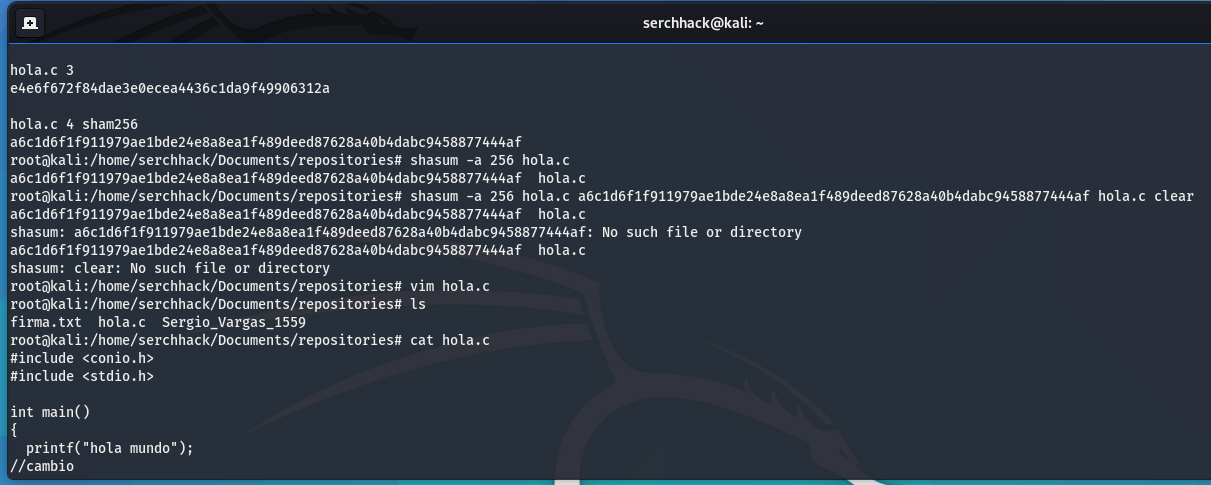 serchhack@kali: ~
hola.c 3
e4e6f672f84dae3e0ecea4436c1da9f49906312a
hola.c 4 sham256
a6c1d6f1f911979ae1bde24e8a8ea1f489deed87628a40b4dabc9458877444af
root@kali:/home/serchhack/Documents/repositories# shasum -a 256 hola.c
a6c1d6f1f911979ae1bde24e8a8ea1f489deed87628a40b4dabc9458877444af  hola.c
root@kali:/home/serchhack/Documents/repositories# shasum -a 256 hola.c a6c1d6f1f911979ae1bde24e8a8ea1f489deed87628a40b4dabc9458877444af hola.c clear
a6c1d6f1f911979ae1bde24e8a8ea1f489deed87628a40b4dabc9458877444af  hola.c
shasum: a6c1d6f1f911979ae1bde24e8a8ea1f489deed87628a40b4dabc9458877444af: No such file or directory
a6c1d6f1f911979ae1bde24e8a8ea1f489deed87628a40b4dabc9458877444af  hola.c
shasum: clear: No such file or directory
root@kali:/home/serchhack/Documents/repositories# vim hola.c
root@kali:/home/serchhack/Documents/repositories# ls
firma.txt  hola.c  Sergio_Vargas_1559
root@kali:/home/serchhack/Documents/repositories# cat hola.c
#include <conio.h>
#include <stdio.h>
int main()
{
  printf("hola mundo");
//cambio